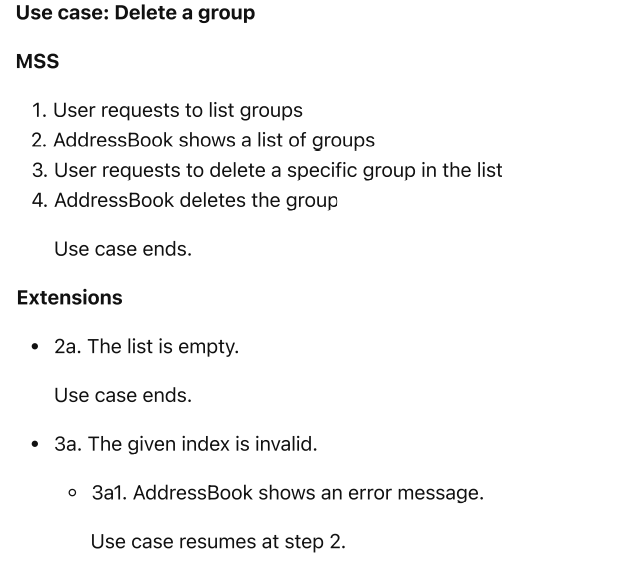 Use case: Delete a group
MSS
1. User requests to list groups
2. AddressBook shows a list of groups
3. User requests to delete a specific group in the list
4. AddressBook deletes the group
Use case ends.
Extensions
• 2a. The list is empty.
Use case ends.
• 3a. The given index is invalid.
◦ 3a1. AddressBook shows an error message.
Use case resumes at step 2.